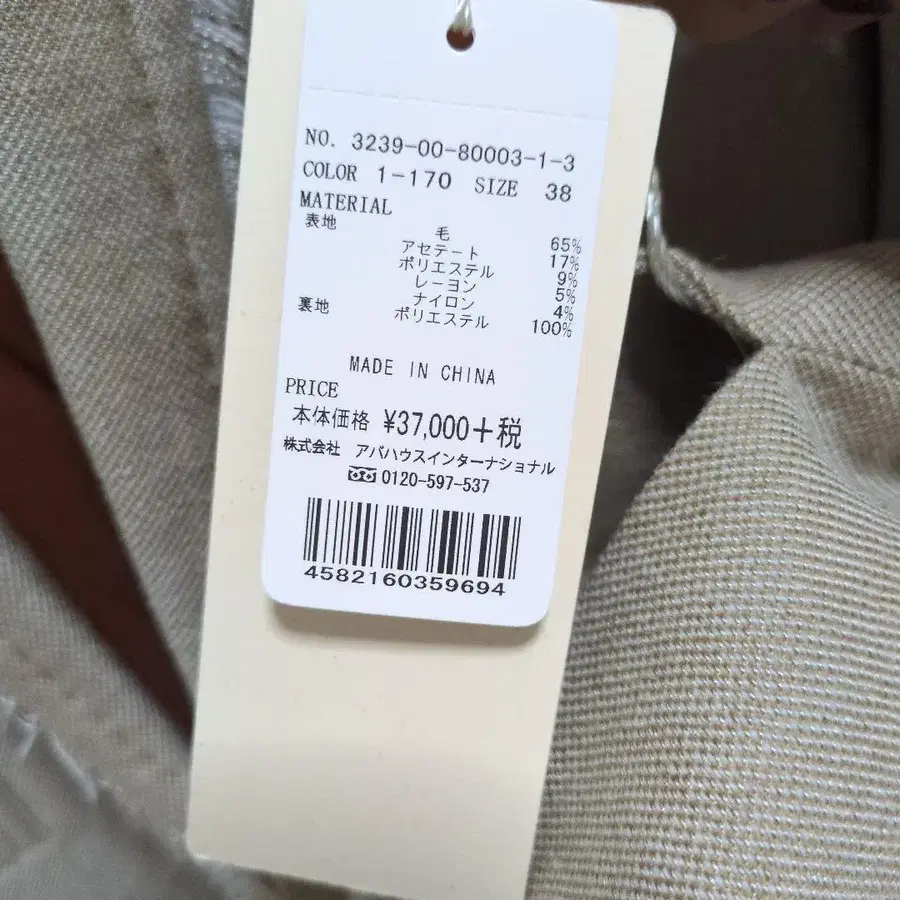 NO. 3239-00-80003-1-3
COLOR 1-170 SIZE 38
MATERIAL
表地
毛 65%
アセテート 17%
ポリエステル 9%
レーヨン 5%
ナイロン 4%
裏地 ポリエステル 100%
MADE IN CHINA
PRICE
本体価格 ¥37,000+税
株式会社 アバハウスインターナショナル
0120-597-537
4582160359694